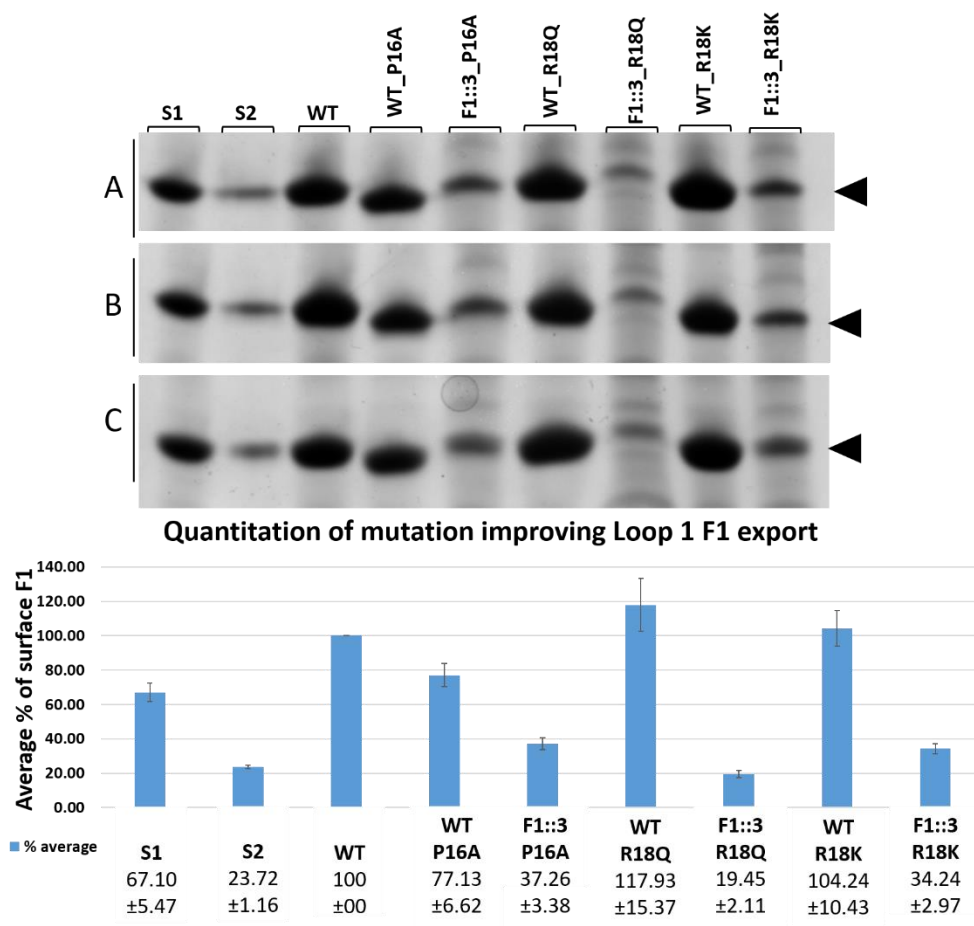 S1
S2
WT
WT_P16A
F1::3_P16A
WT_R18Q
F1::3_R18Q
WT_R18K
F1::3_R18K
A
B
C
Quantitation of mutation improving Loop 1 F1 export
Average % of surface F1
140.00
120.00
100.00
80.00
60.00
40.00
20.00
0.00
% average
S1 S2 WT WT P16A F1::3 P16A WT R18Q F1::3 R18Q WT R18K F1::3 R18K
67.10 23.72 100 77.13 37.26 117.93 19.45 104.24 34.24
±5.47 ±1.16 ±00 ±6.62 ±3.38 ±15.37 ±2.11 ±10.43 ±2.97